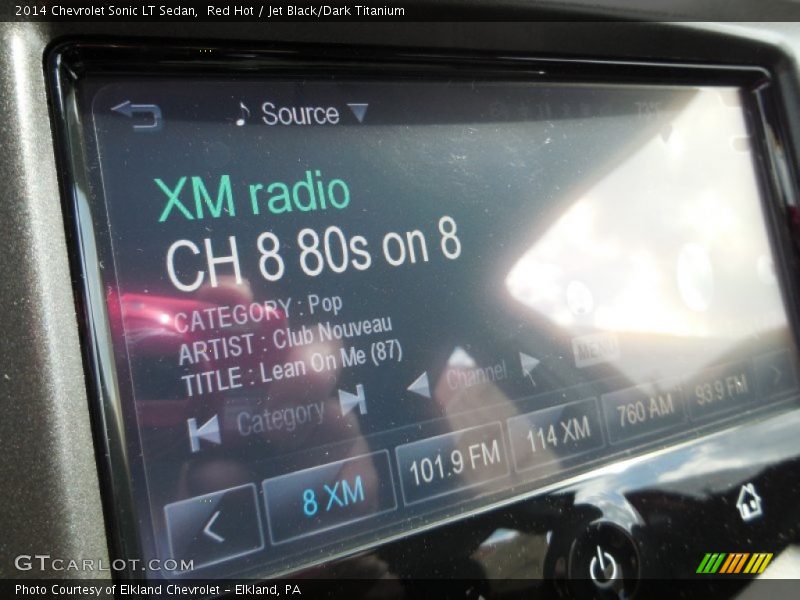 2014 Chevrolet Sonic LT Sedan,  Red Hot / Jet Black/Dark Titanium
Source
XM radio
CH 8 80s on 8
CATEGORY : Pop
ARTIST : Club Nouveau
TITLE : Lean On Me (87)
Category
Channel
MENU
8 XM
101.9 FM
114 XM
760 AM
93.9 FM
GTCARLOT.COM
Photo Courtesy of Elkland Chevrolet – Elkland, PA